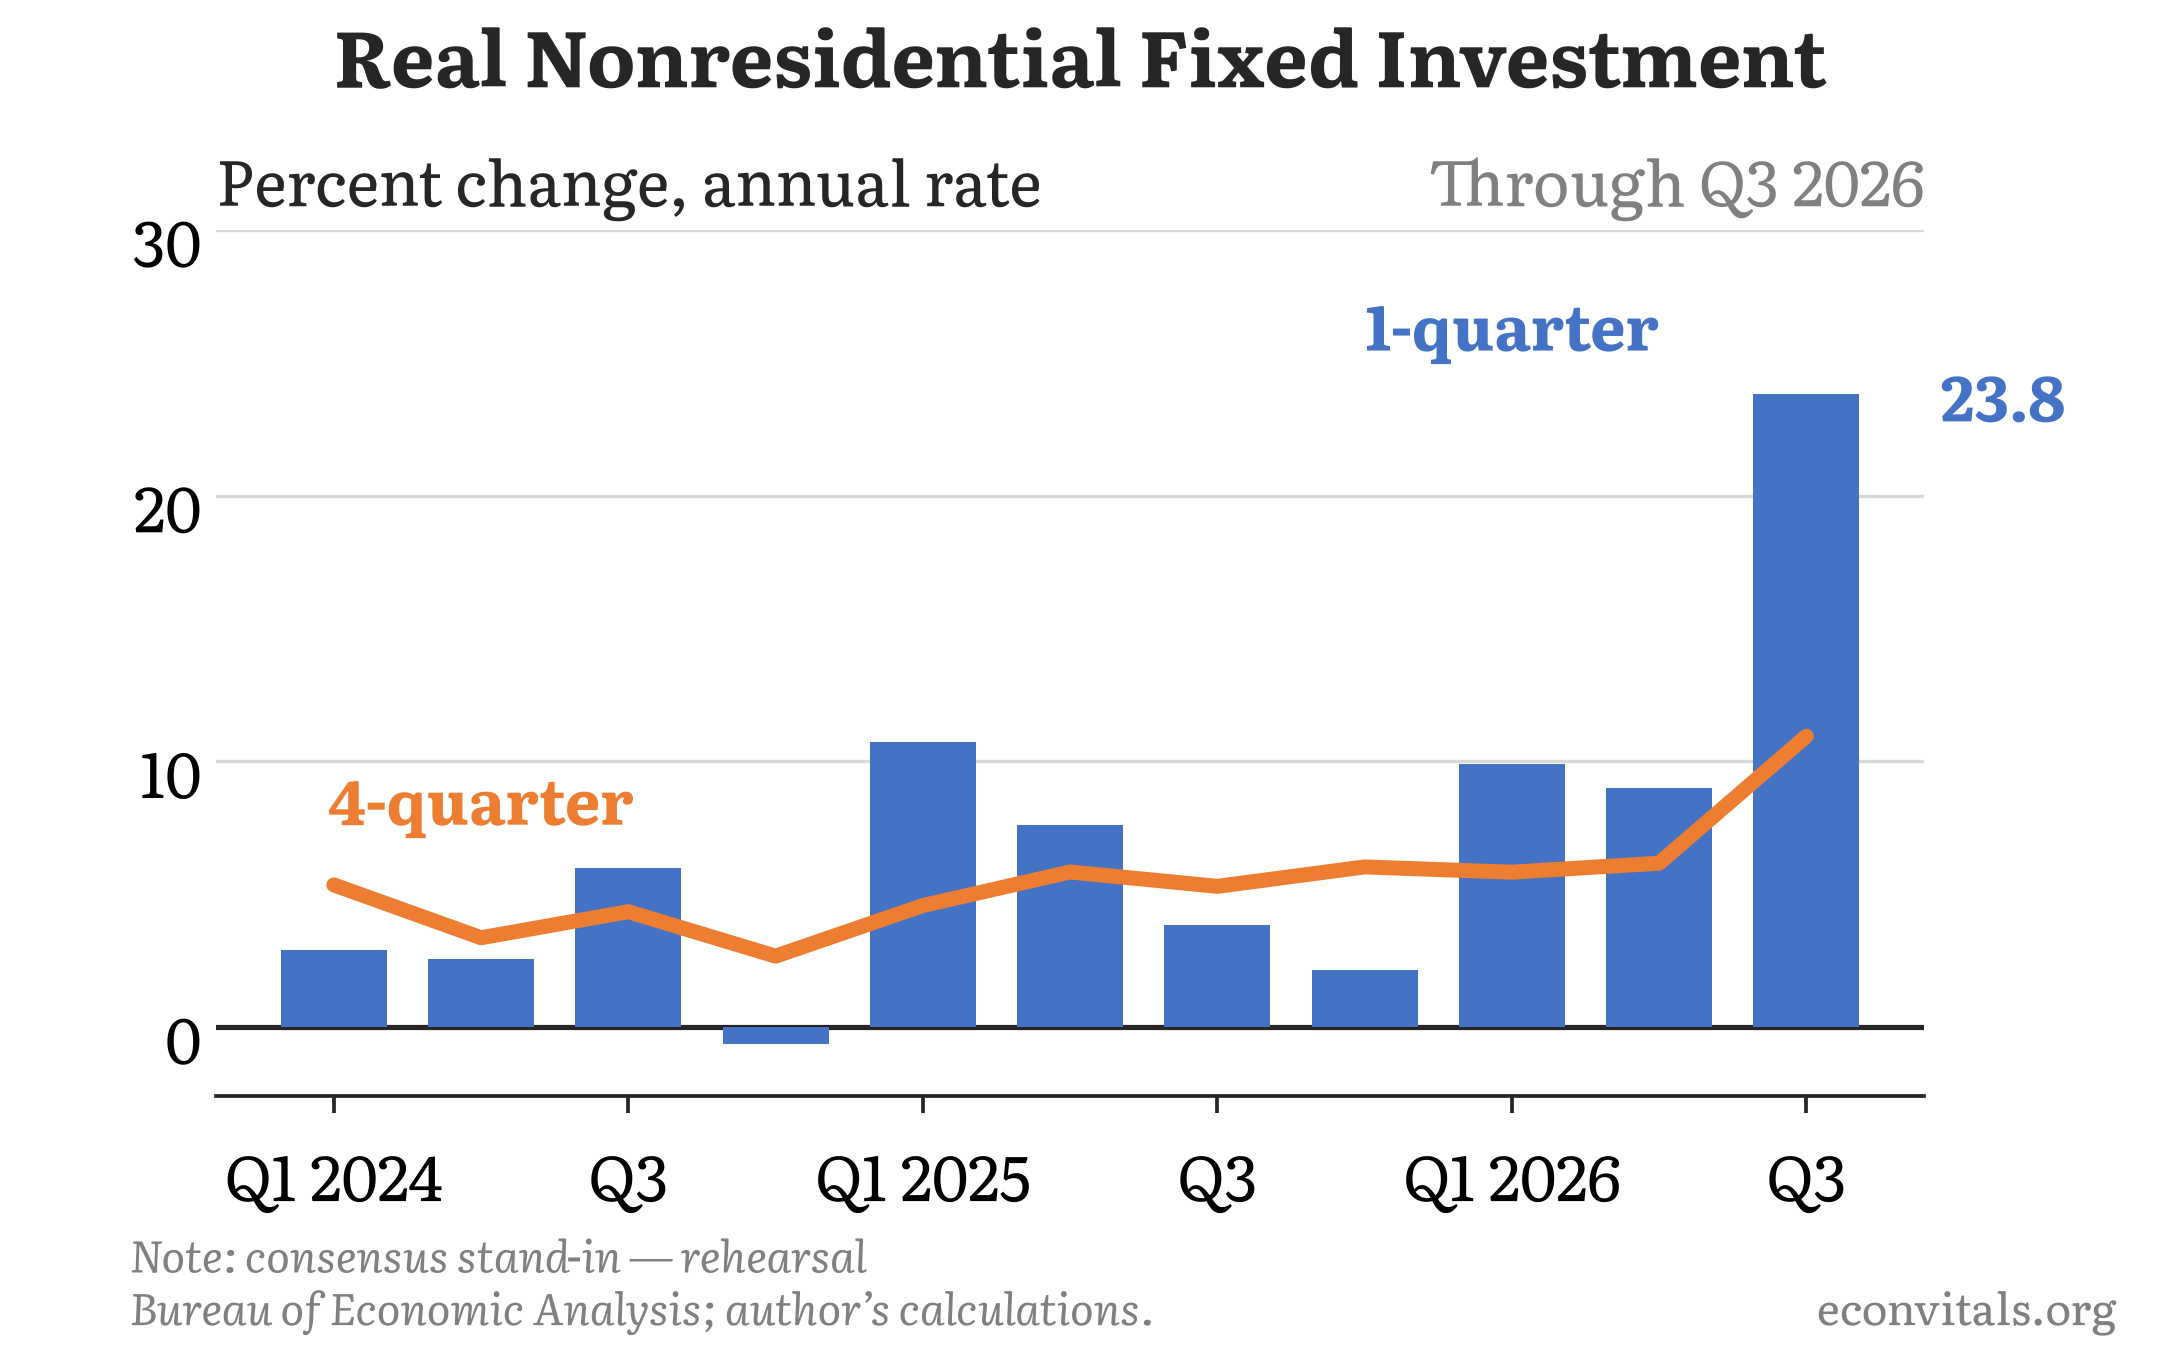 Real Nonresidential Fixed Investment
Percent change, annual rate
Through Q3 2026
30
1-quarter
23.8
20
10
4-quarter
0
Q1 2024 Q3 Q1 2025 Q3 Q1 2026 Q3
Note: consensus stand-in — rehearsal
Bureau of Economic Analysis; author’s calculations.
econvitals.org